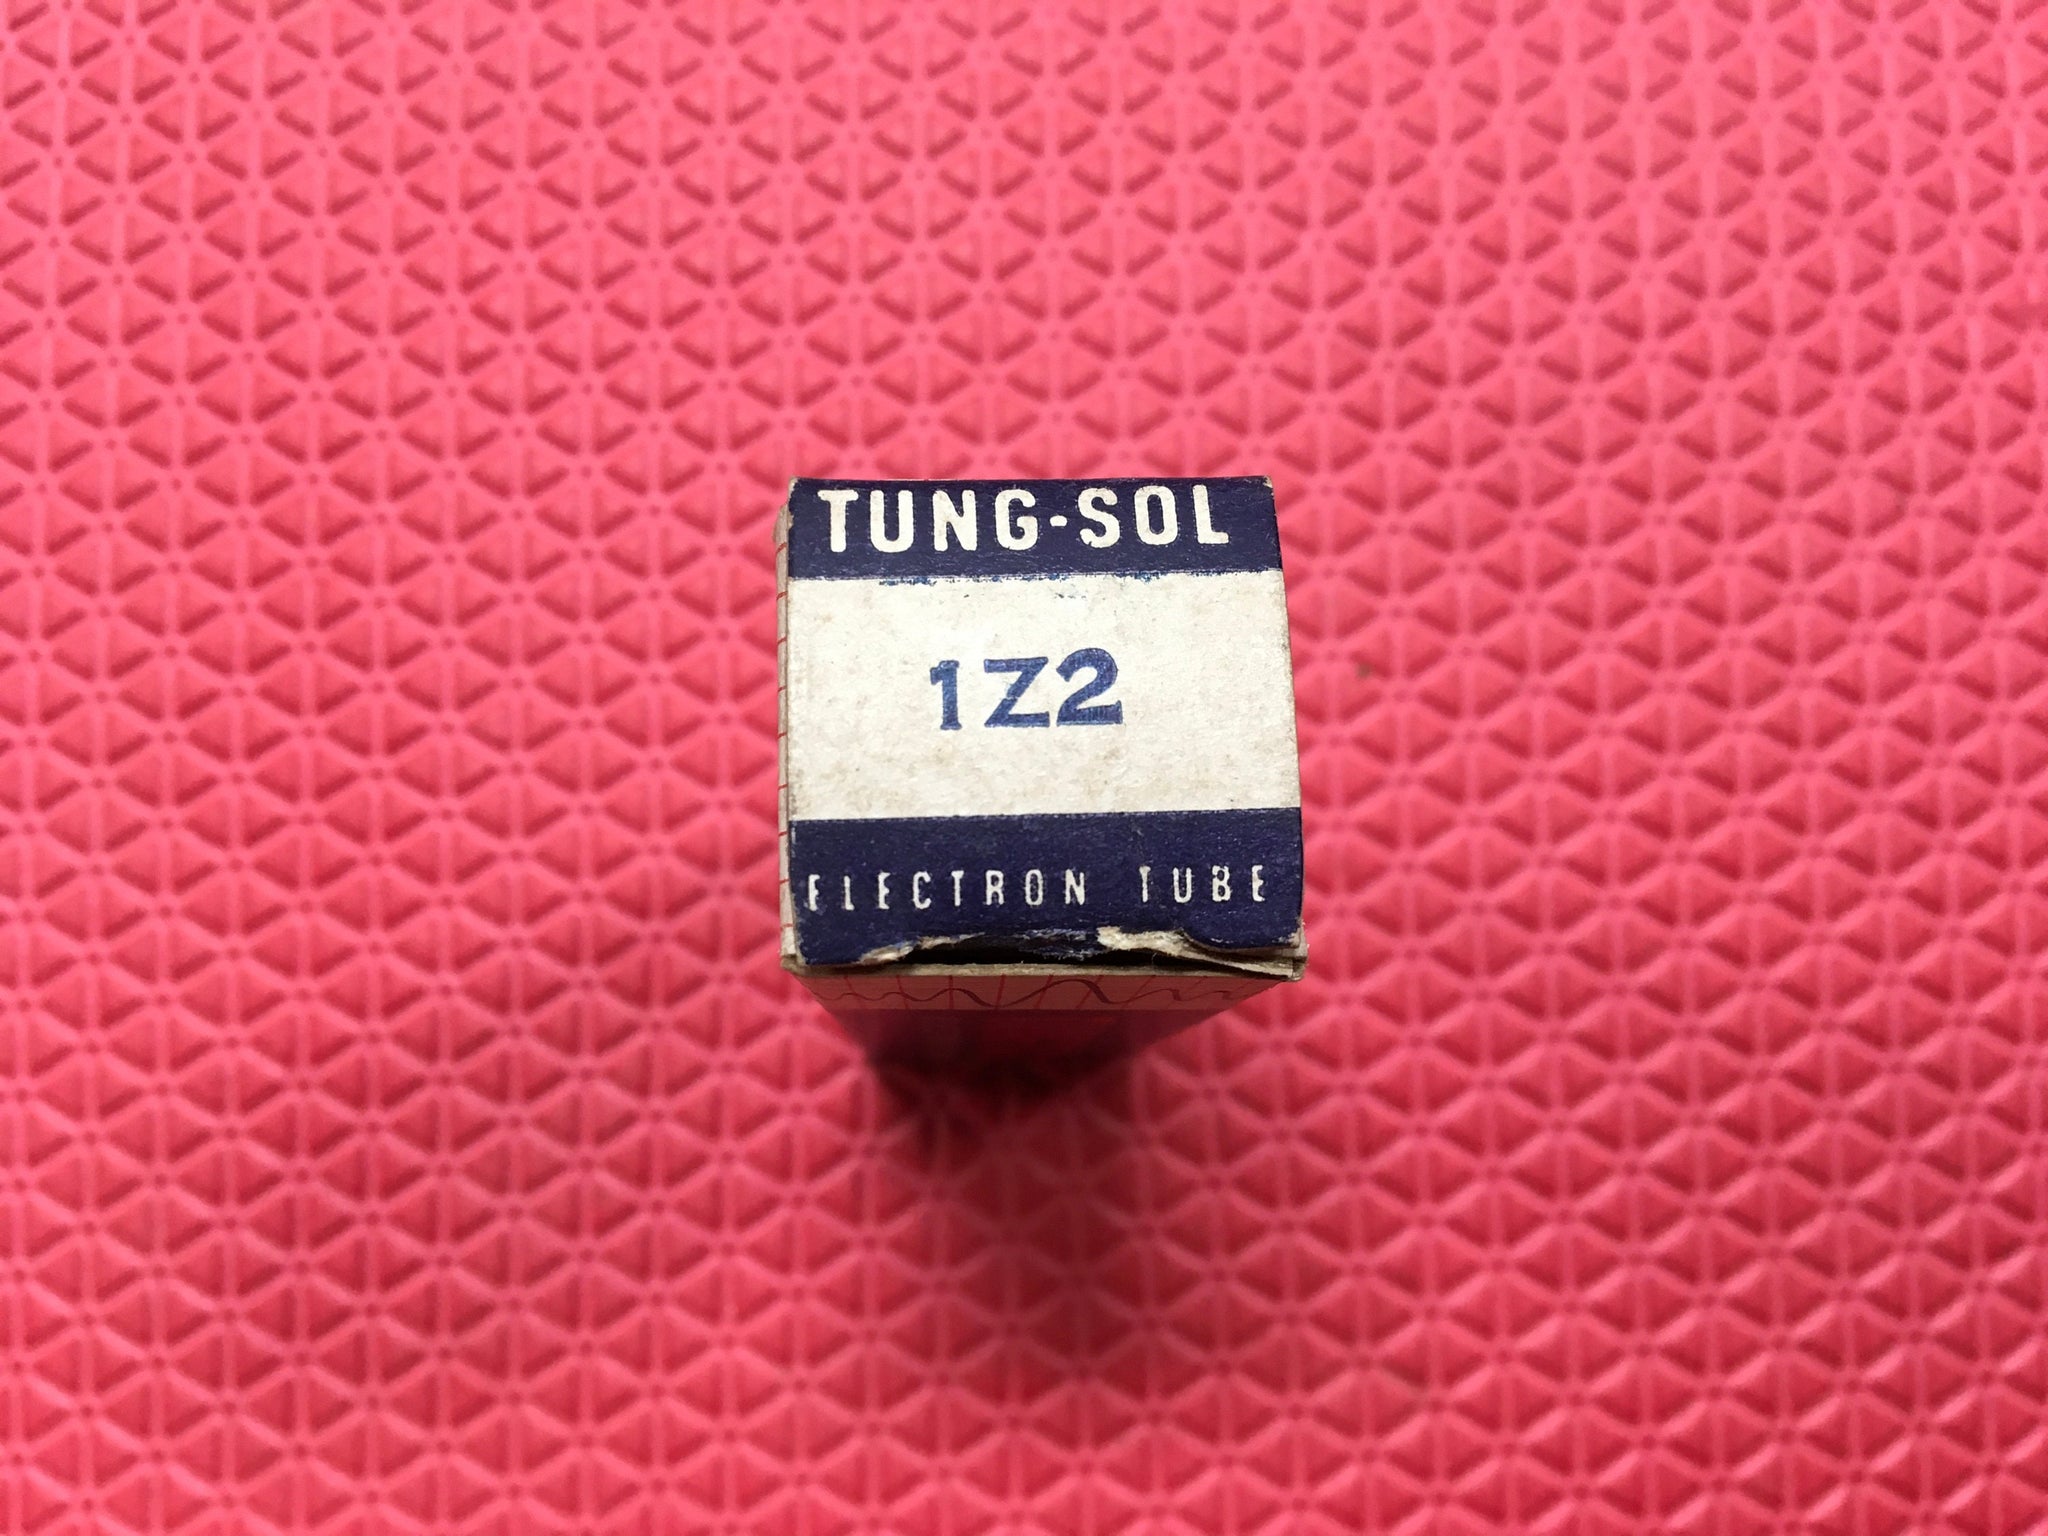 TUNG-SOL
1Z2
ELECTRON TUBE